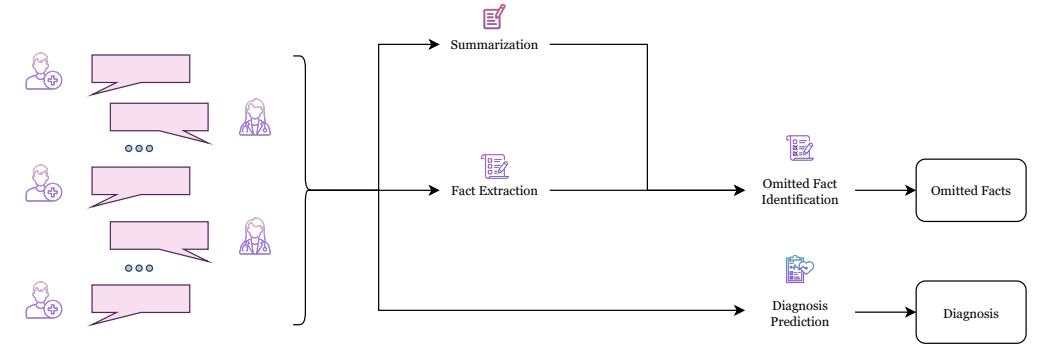 Summarization
Fact Extraction
Omitted Fact
Identification
Omitted Facts
Diagnosis
Prediction
Diagnosis